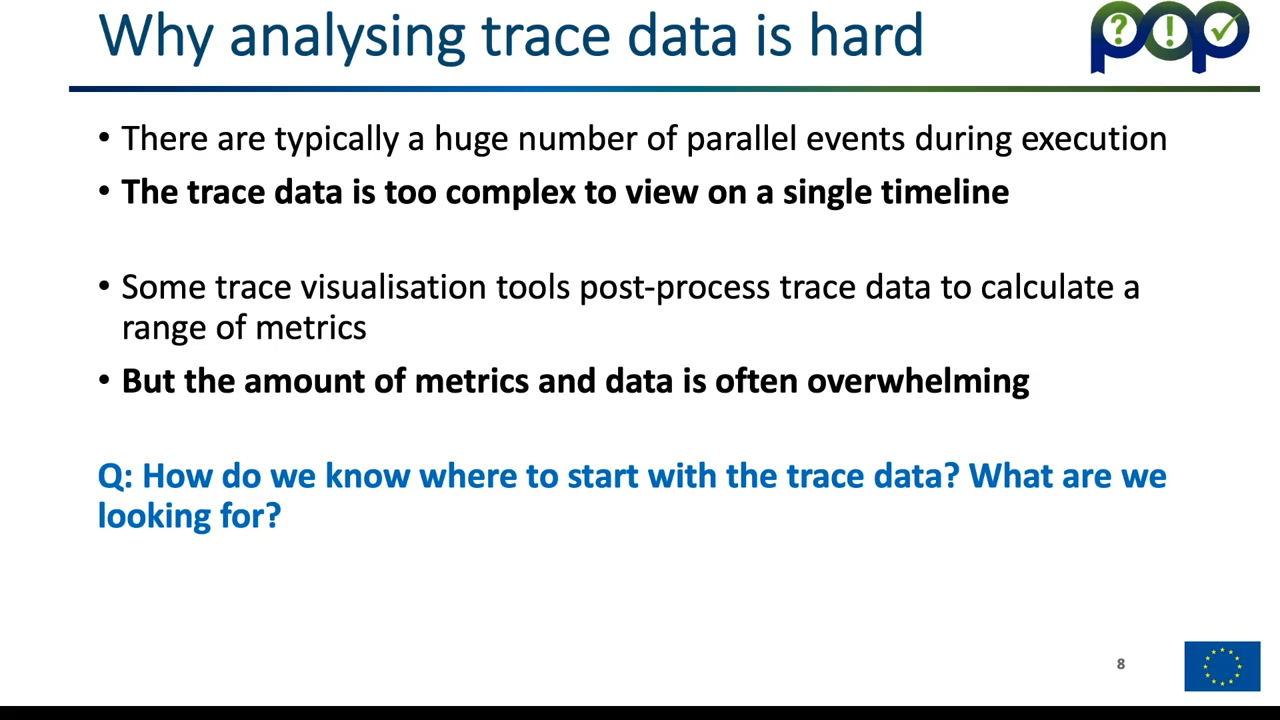 Why analysing trace data is hard
pop
? ! ✓
• There are typically a huge number of parallel events during execution
• The trace data is too complex to view on a single timeline
• Some trace visualisation tools post-process trace data to calculate a
range of metrics
• But the amount of metrics and data is often overwhelming
Q: How do we know where to start with the trace data? What are we
looking for?
8